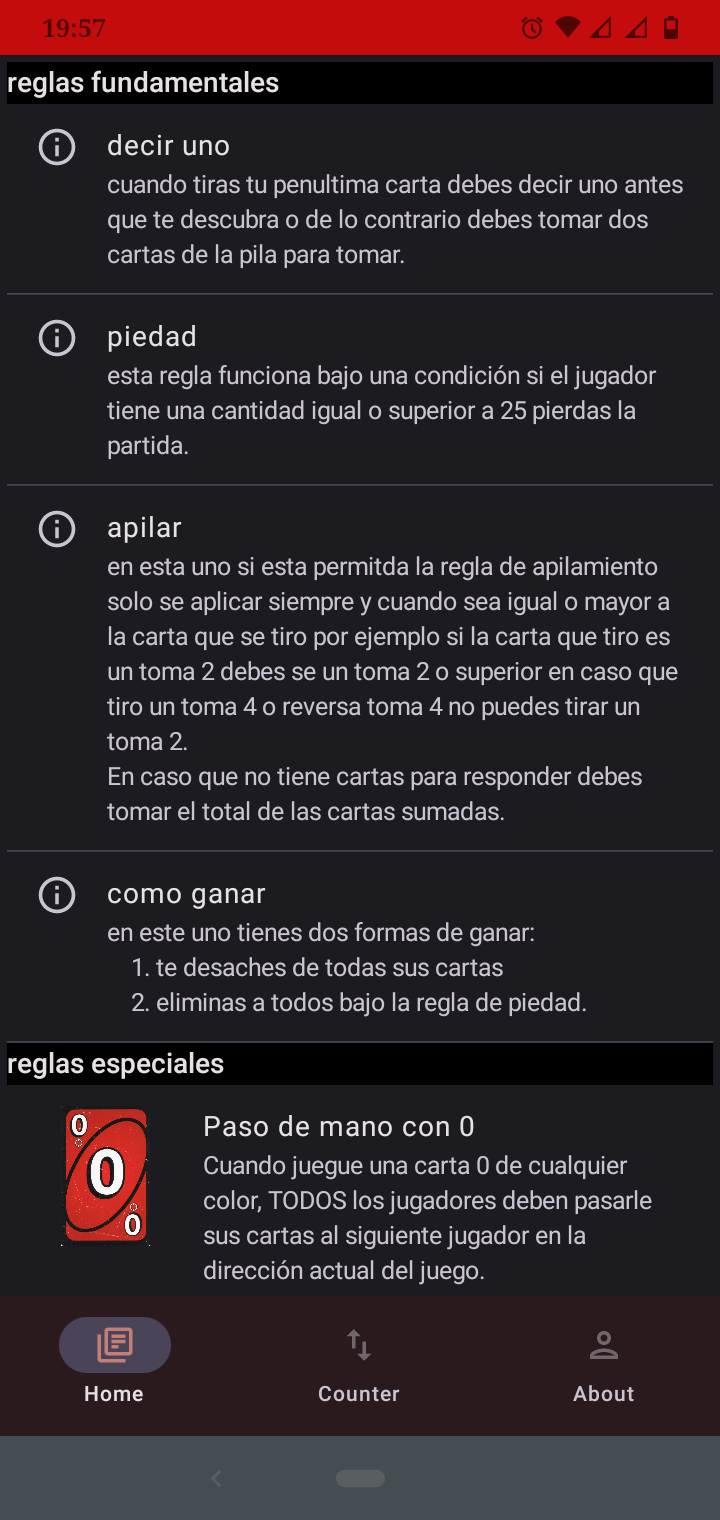 19:57
reglas fundamentales
decir uno
cuando tiras tu penultima carta debes decir uno antes
que te descubra o de lo contrario debes tomar dos
cartas de la pila para tomar.
piedad
esta regla funciona bajo una condición si el jugador
tiene una cantidad igual o superior a 25 pierdas la
partida.
apilar
en esta uno si esta permitda la regla de apilamiento
solo se aplicar siempre y cuando sea igual o mayor a
la carta que se tiro por ejemplo si la carta que tiro es
un toma 2 debes se un toma 2 o superior en caso que
tiro un toma 4 o reversa toma 4 no puedes tirar un
toma 2.
En caso que no tiene cartas para responder debes
tomar el total de las cartas sumadas.
como ganar
en este uno tienes dos formas de ganar:
1. te desaches de todas sus cartas
2. eliminas a todos bajo la regla de piedad.
reglas especiales
0
0
0
Paso de mano con 0
Cuando juegue una carta 0 de cualquier
color, TODOS los jugadores deben pasarle
sus cartas al siguiente jugador en la
dirección actual del juego.
Home
Counter
About